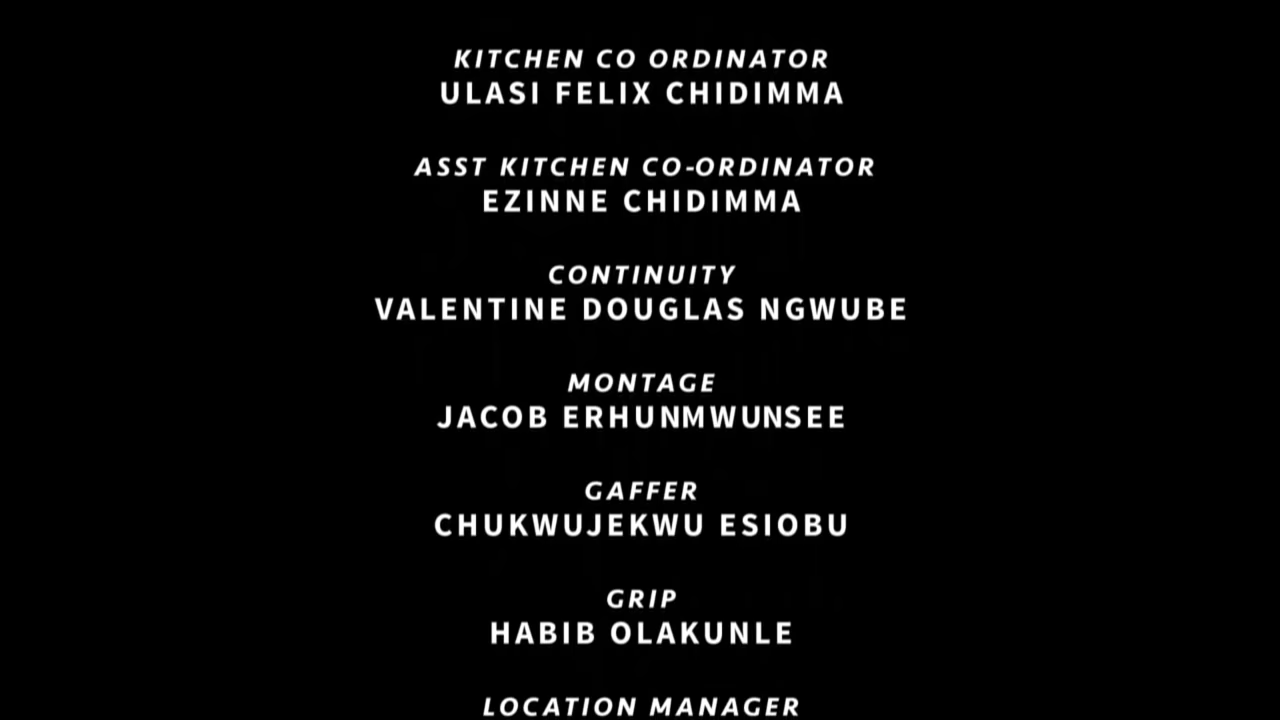 KITCHEN CO ORDINATOR
ULASI FELIX CHIDIMMA
ASST KITCHEN CO-ORDINATOR
EZINNE CHIDIMMA
CONTINUITY
VALENTINE DOUGLAS NGWUBE
MONTAGE
JACOB ERHUNMWUNSEE
GAFFER
CHUKWUJEKWU ESIOBU
GRIP
HABIB OLAKUNLE
LOCATION MANAGER